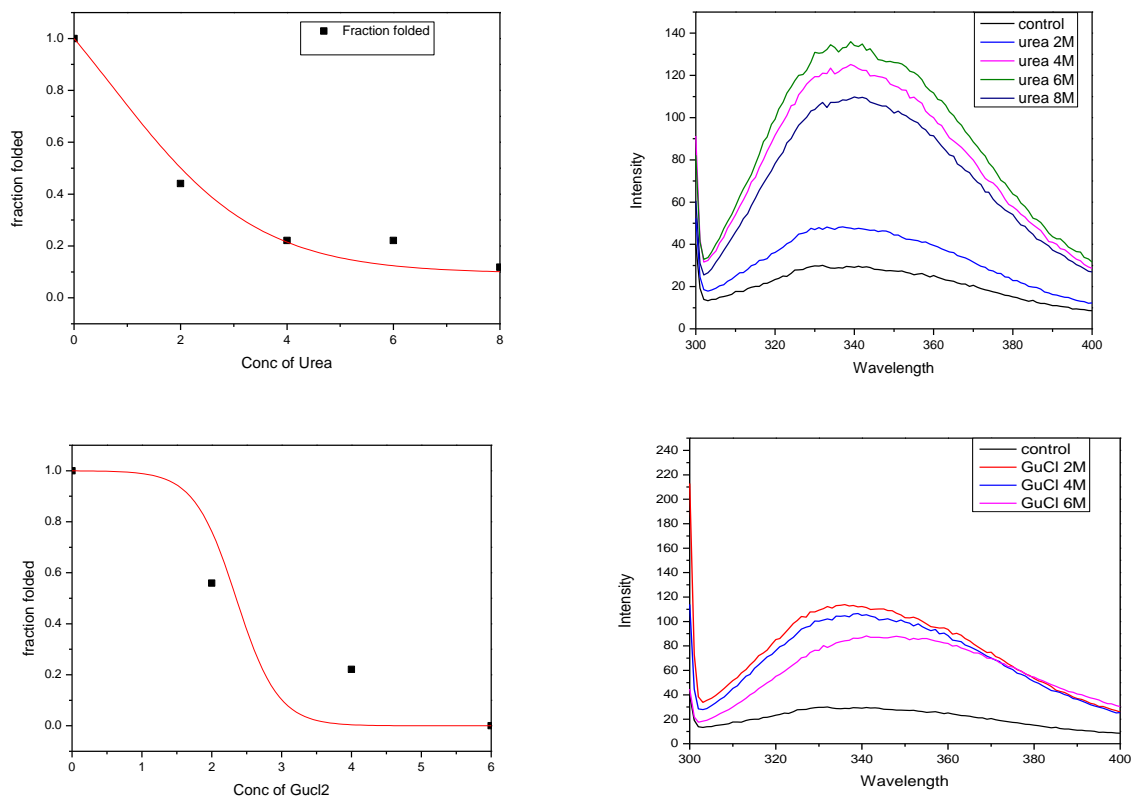 Fraction folded
1.0
0.8
0.6
0.4
0.2
0.0
fraction folded
0 2 4 6 8
Conc of Urea
control
urea 2M
urea 4M
urea 6M
urea 8M
140
120
100
80
60
40
20
0
Intensity
300 320 340 360 380 400
Wavelength
1.0
0.8
0.6
0.4
0.2
0.0
fraction folded
0 1 2 3 4 5 6
Conc of Gucl2
control
GuCl 2M
GuCl 4M
GuCl 6M
240
220
200
180
160
140
120
100
80
60
40
20
0
Intensity
300 320 340 360 380 400
Wavelength